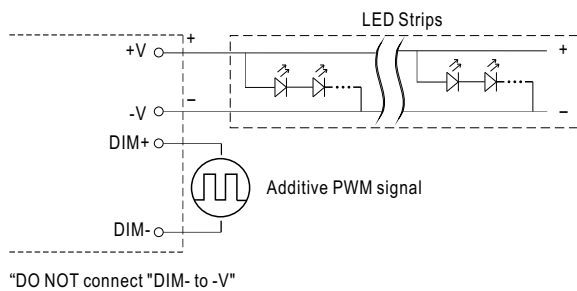 LED Strips
+V
+
+
-V
–
–
DIM+
Additive PWM signal
DIM-
“DO NOT connect "DIM- to -V"